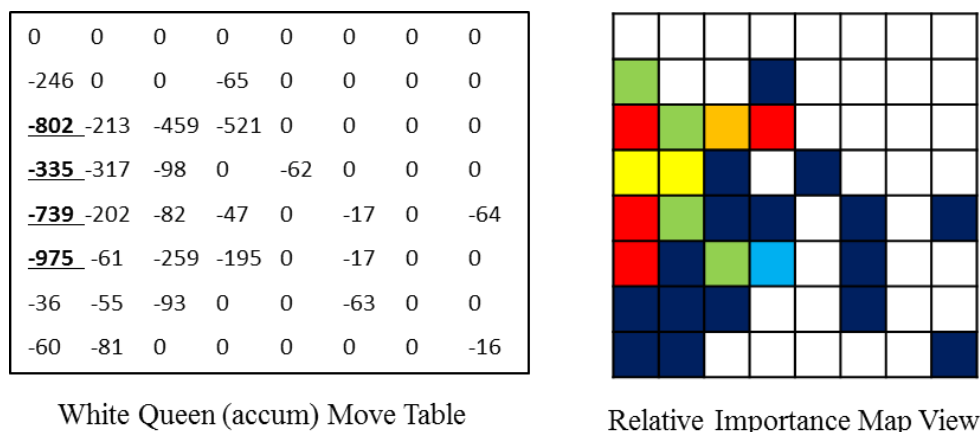 0 0 0 0 0 0 0 0
-246 0 0 -65 0 0 0 0
-802 -213 -459 -521 0 0 0 0
-335 -317 -98 0 -62 0 0 0
-739 -202 -82 -47 0 -17 0 -64
-975 -61 -259 -195 0 -17 0 0
-36 -55 -93 0 0 -63 0 0
-60 -81 0 0 0 0 0 -16
White Queen (accum) Move Table
Relative Importance Map View